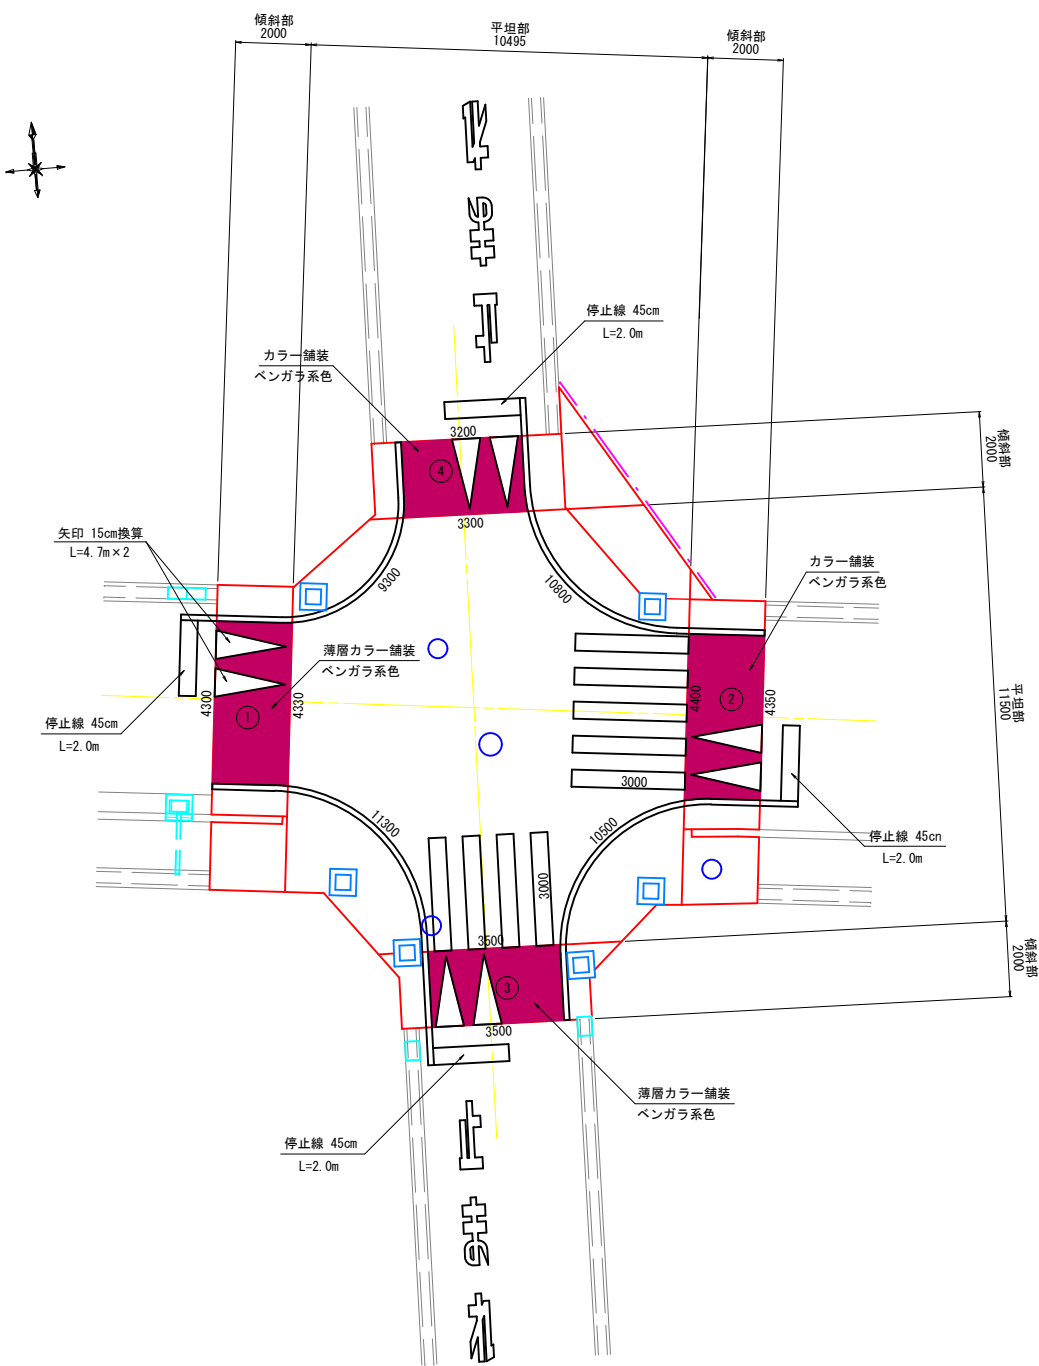 傾斜部
2000
平坦部
10495
傾斜部
2000
止まれ
停止線 45cm
L=2.0m
カラー舗装
ベンガラ系色
3200
④
3300
傾斜部
2000
矢印 15cm換算
L=4.7m×2
9300
10800
カラー舗装
ベンガラ系色
薄層カラー舗装
ベンガラ系色
4300
4330
①
4400
②
4350
平坦部
11500
停止線 45cm
L=2.0m
3000
11300
10500
停止線 45cn
L=2.0m
3000
3500
③
3500
傾斜部
2000
薄層カラー舗装
ベンガラ系色
停止線 45cm
L=2.0m
止まれ